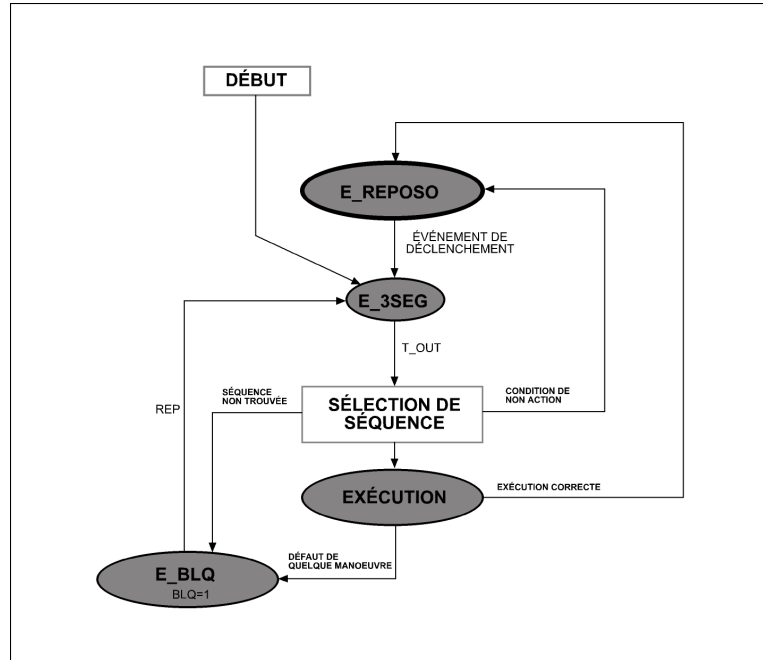 DÉBUT
E_REPOSO
ÉVÉNEMENT DE
DÉCLENCHEMENT
E_3SEG
T_OUT
REP
SÉQUENCE
NON TROUVÉE
SÉLECTION DE
SÉQUENCE
CONDITION DE
NON ACTION
EXÉCUTION
EXÉCUTION CORRECTE
DÉFAUT DE
QUELQUE MANOEUVRE
E_BLQ
BLQ=1